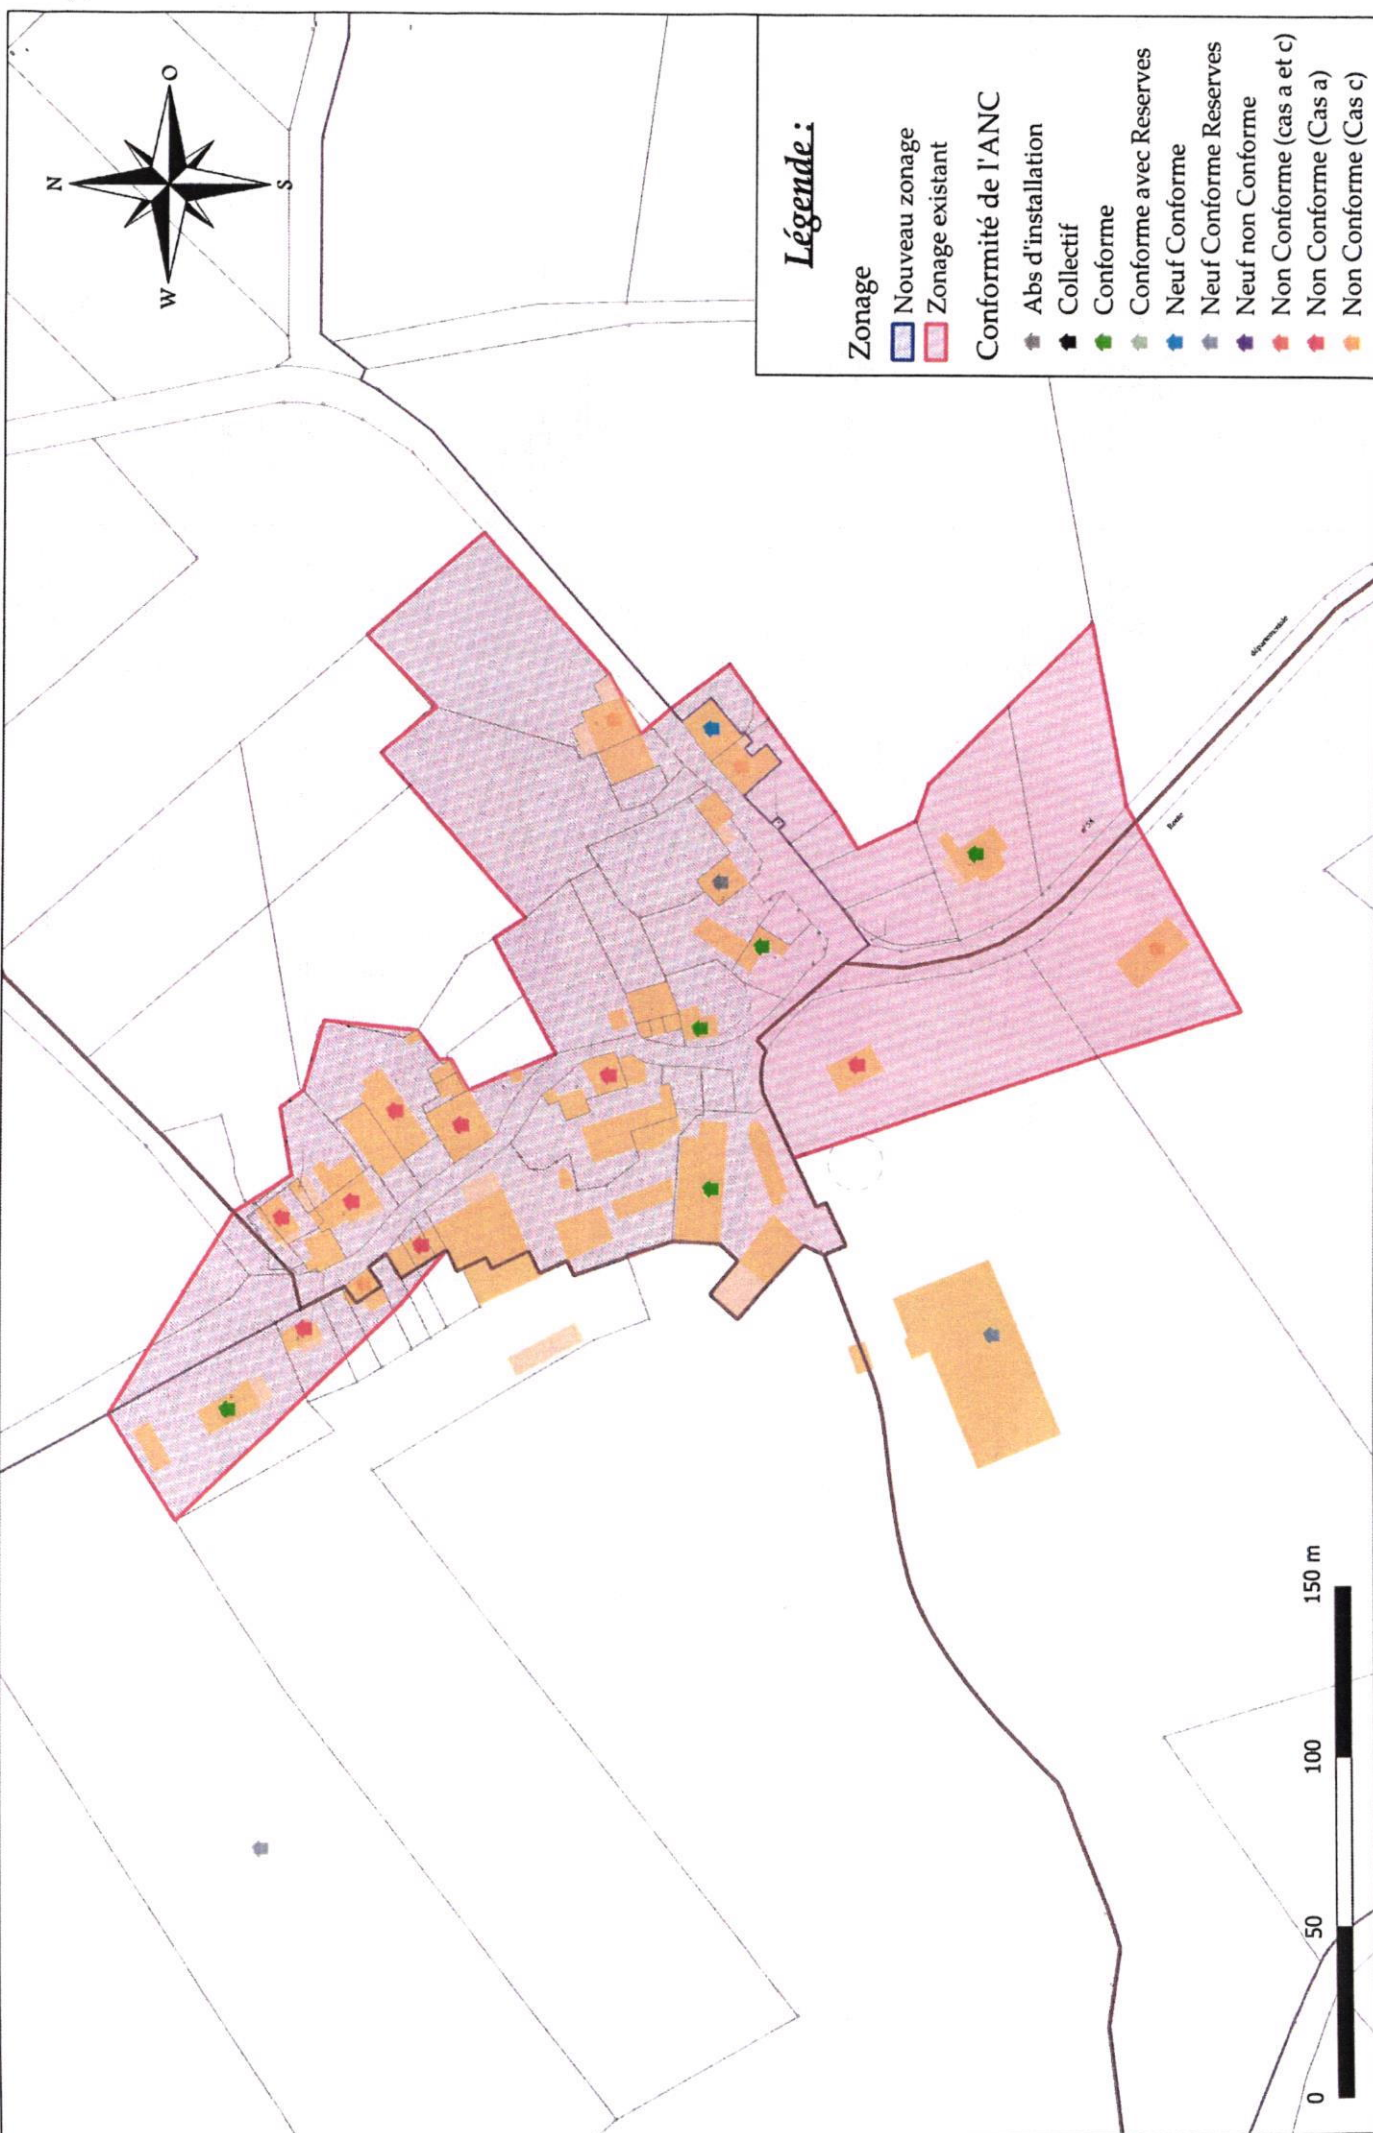 N
O
S
W
Légende :
Zonage
Nouveau zonage
Zonage existant
Conformité de l'ANC
Abs d'installation
Collectif
Conforme
Conforme avec Reserves
Neuf Conforme
Neuf Conforme Reserves
Neuf non Conforme
Non Conforme (cas a et c)
Non Conforme (Cas a)
Non Conforme (Cas c)
départementale
Route
0 50 100 150 m